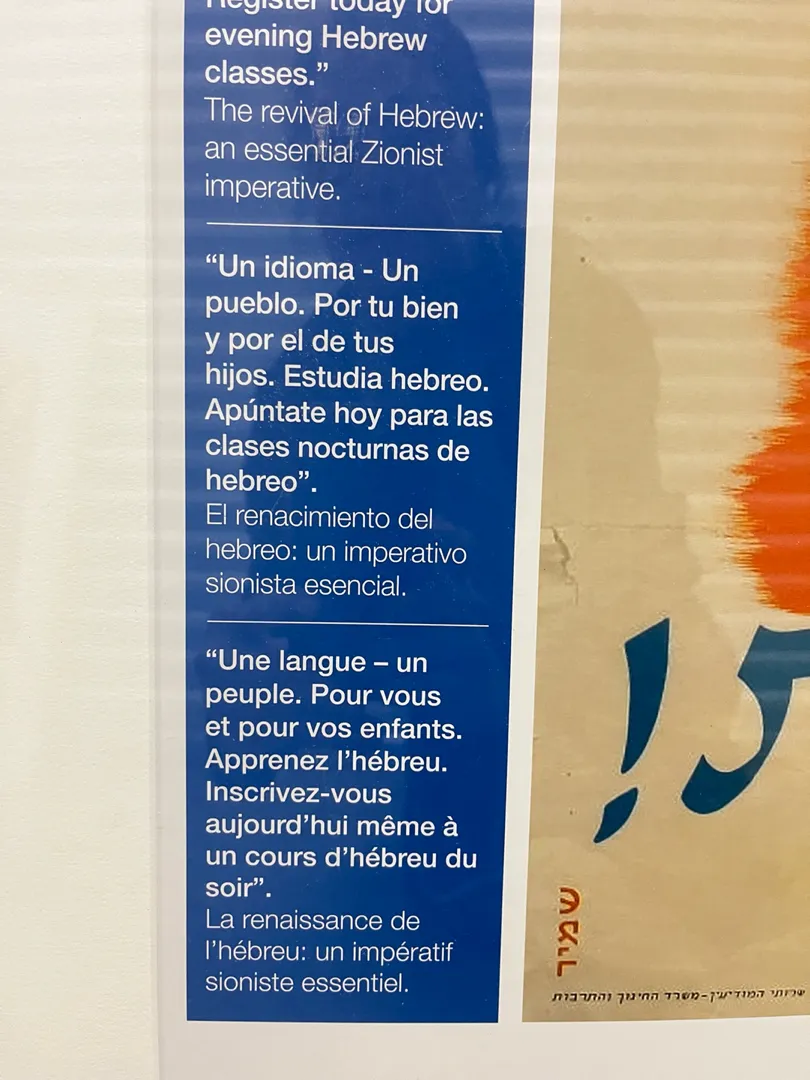 Register today for
evening Hebrew
classes.”
The revival of Hebrew:
an essential Zionist
imperative.
“Un idioma - Un
pueblo. Por tu bien
y por el de tus
hijos. Estudia hebreo.
Apúntate hoy para las
clases nocturnas de
hebreo”.
El renacimiento del
hebreo: un imperativo
sionista esencial.
“Une langue – un
peuple. Pour vous
et pour vos enfants.
Apprenez l’hébreu.
Inscrivez-vous
aujourd’hui même à
un cours d’hébreu du
soir”.
La renaissance de
l’hébreu: un impératif
sioniste essentiel.
שמיר
שרותי המודיעין-משרד החינוך והתרבות